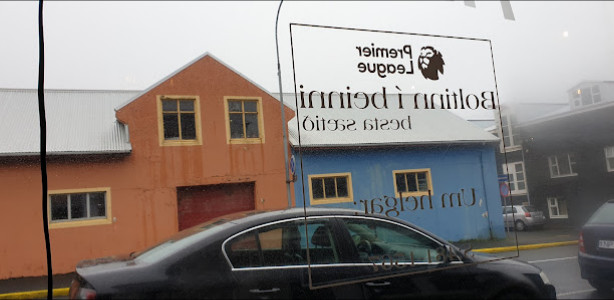 Premier
League
Boltinn í beinni
besta sætið
Um helgar